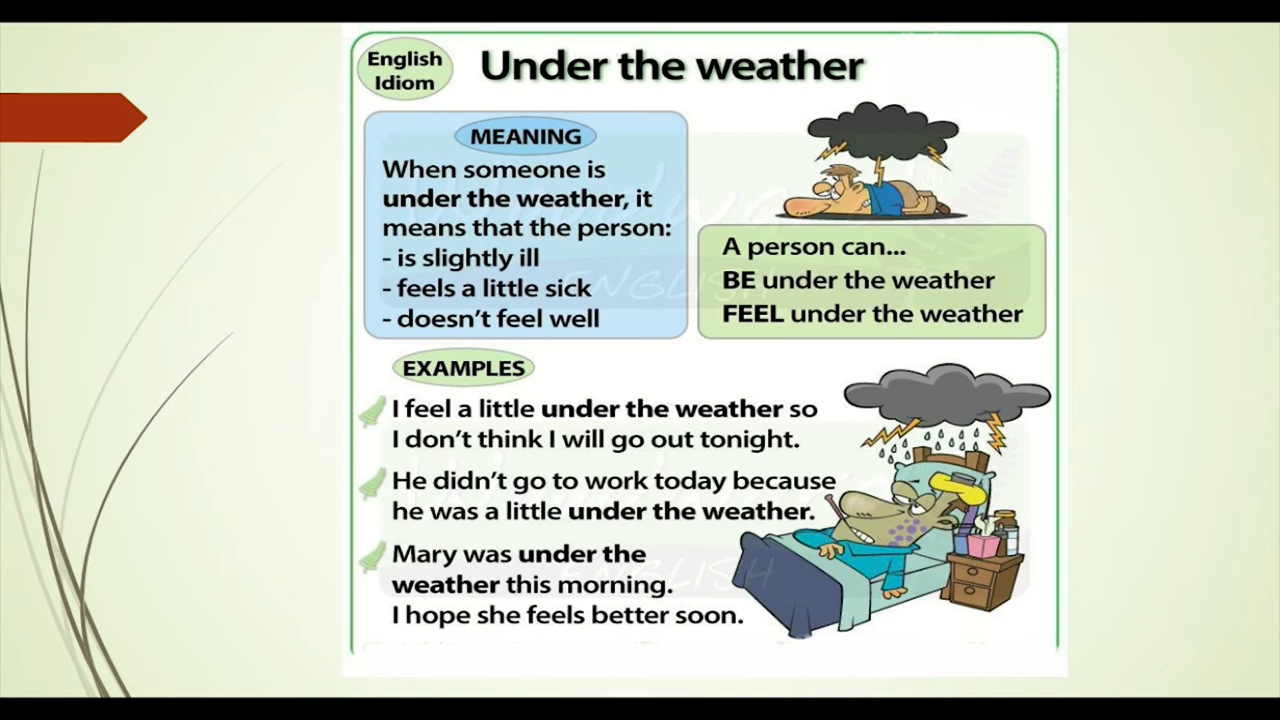 English
Idiom
Under the weather
MEANING
When someone is
under the weather, it
means that the person:
- is slightly ill
- feels a little sick
- doesn't feel well
A person can...
BE under the weather
FEEL under the weather
EXAMPLES
I feel a little under the weather so
I don't think I will go out tonight.
He didn't go to work today because
he was a little under the weather.
Mary was under the
weather this morning.
I hope she feels better soon.
ENGLISH
ENGLISH